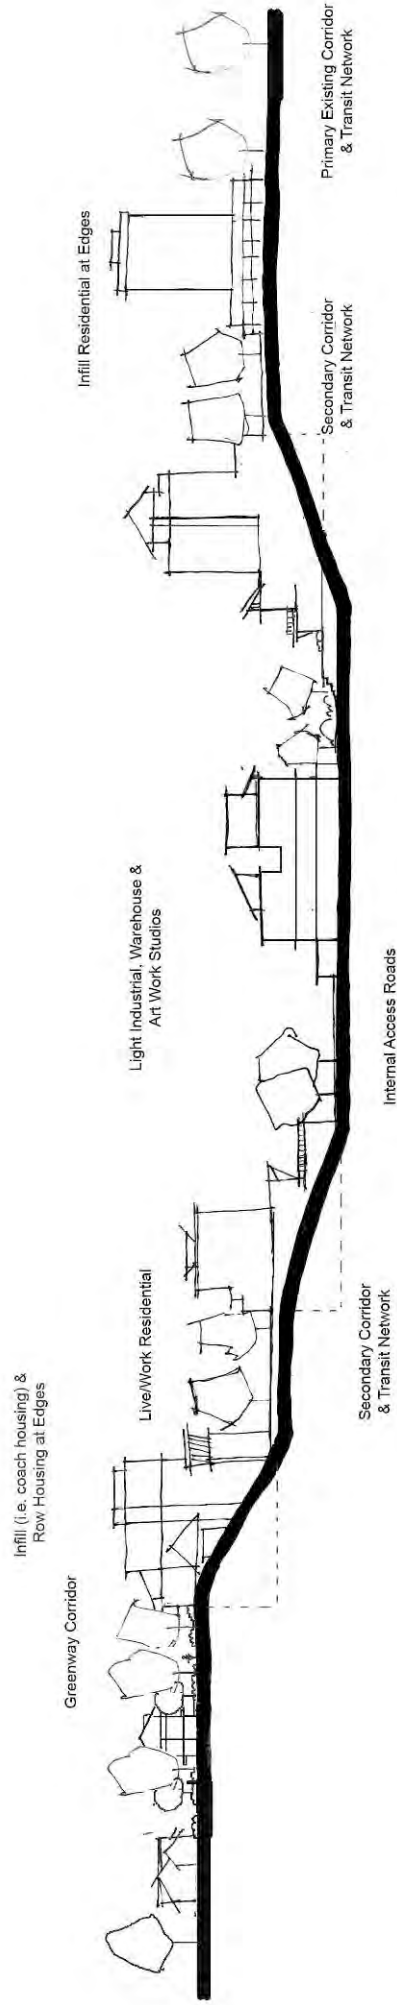 Infill (i.e. coach housing) &
Row Housing at Edges
Greenway Corridor
Live/Work Residential
Light Industrial, Warehouse &
Art Work Studios
Infill Residential at Edges
Secondary Corridor
& Transit Network
Internal Access Roads
Secondary Corridor
& Transit Network
Primary Existing Corridor
& Transit Network